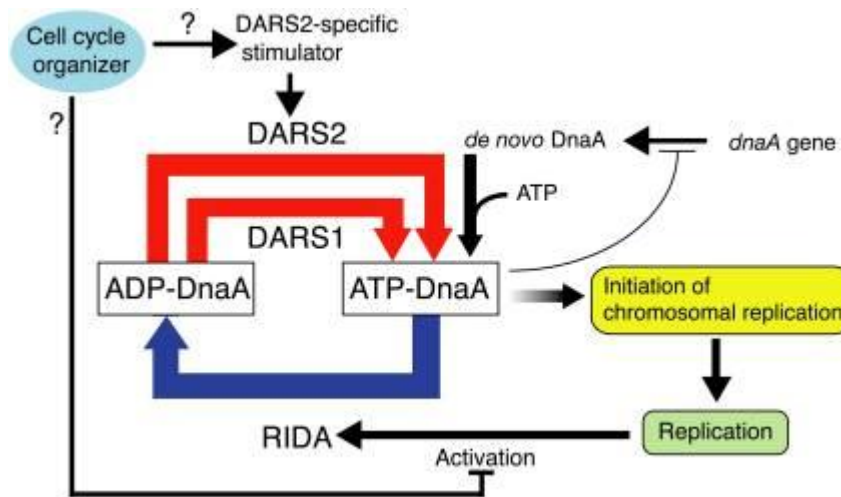 Cell cycle
organizer
?
DARS2-specific
stimulator
?
DARS2
de novo DnaA
dnaA gene
ATP
DARS1
ADP-DnaA
ATP-DnaA
Initiation of
chromosomal replication
RIDA
Replication
Activation